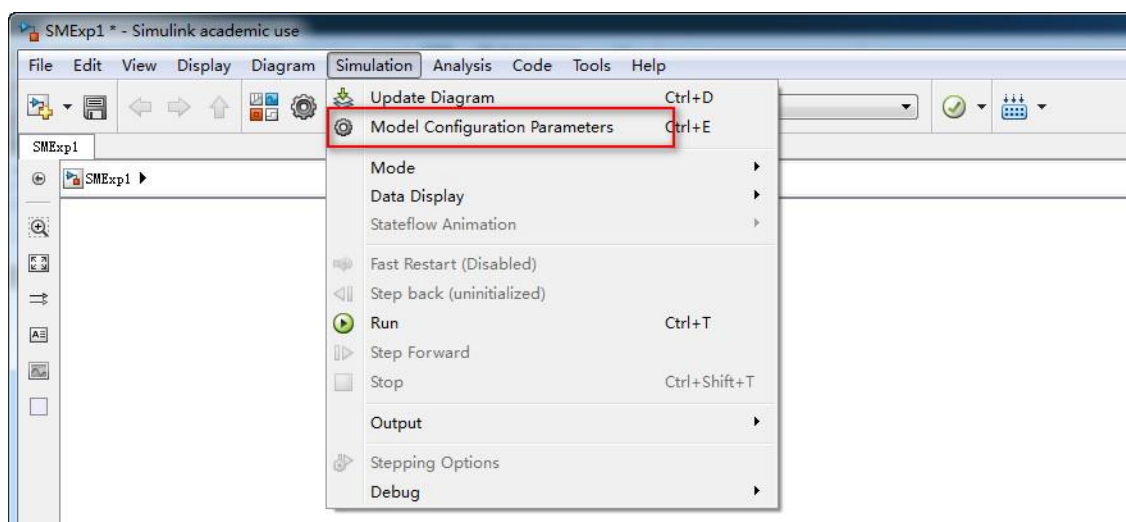 SMExp1 * - Simulink academic use
File Edit View Display Diagram Simulation Analysis Code Tools Help
Update Diagram Ctrl+D
Model Configuration Parameters Ctrl+E
SMExp1
SMExp1
Mode
Data Display
Stateflow Animation
Fast Restart (Disabled)
Step back (uninitialized)
Run Ctrl+T
Step Forward
Stop Ctrl+Shift+T
Output
Stepping Options
Debug